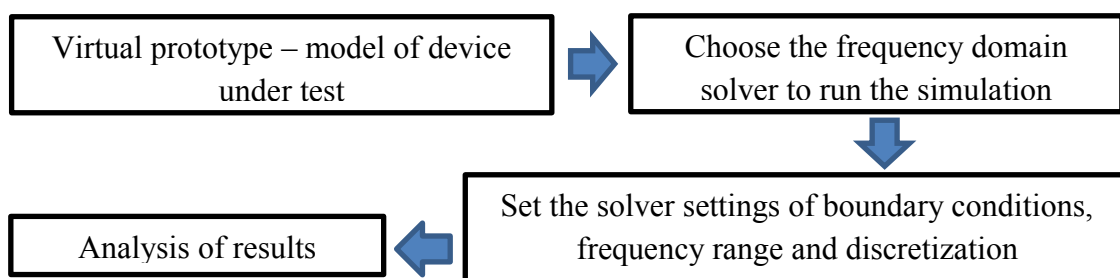 Virtual prototype – model of device
under test
Choose the frequency domain
solver to run the simulation
Set the solver settings of boundary conditions,
frequency range and discretization
Analysis of results